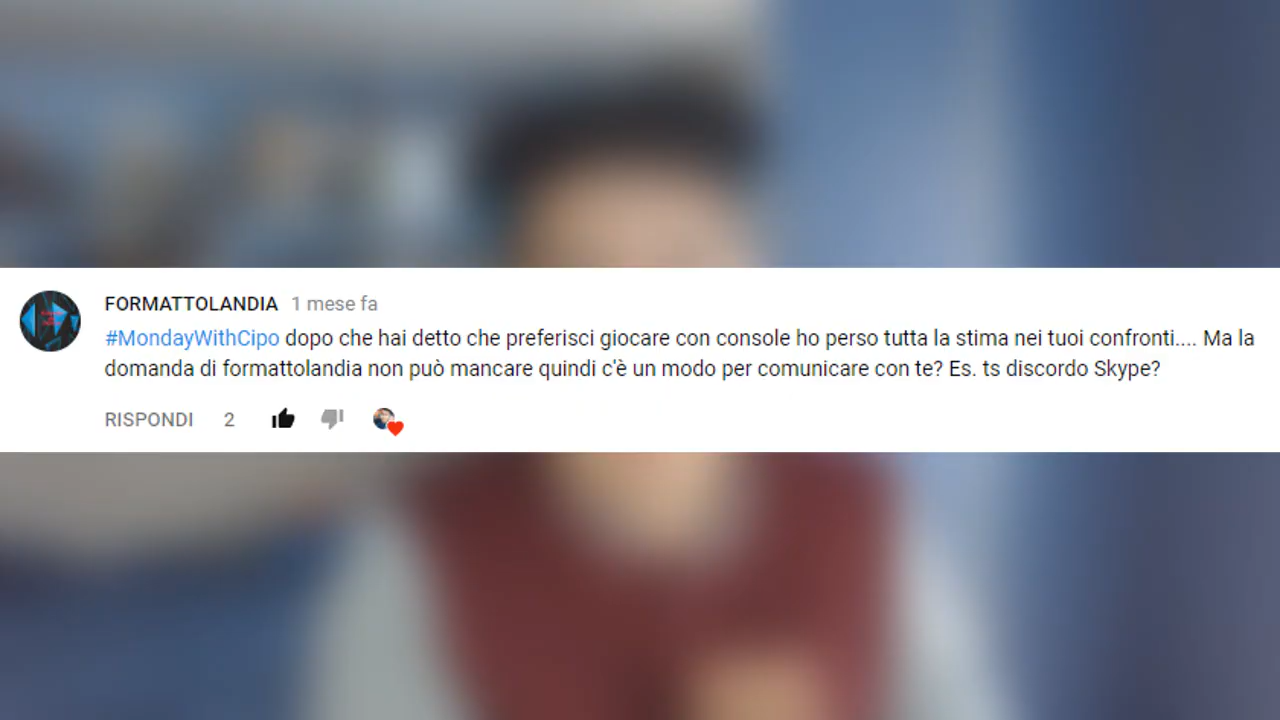 FORMATTOLANDIA 1 mese fa
#MondayWithCipo dopo che hai detto che preferisci giocare con console ho perso tutta la stima nei tuoi confronti.... Ma la
domanda di formattolandia non può mancare quindi c'è un modo per comunicare con te? Es. ts discordo Skype?
RISPONDI 2